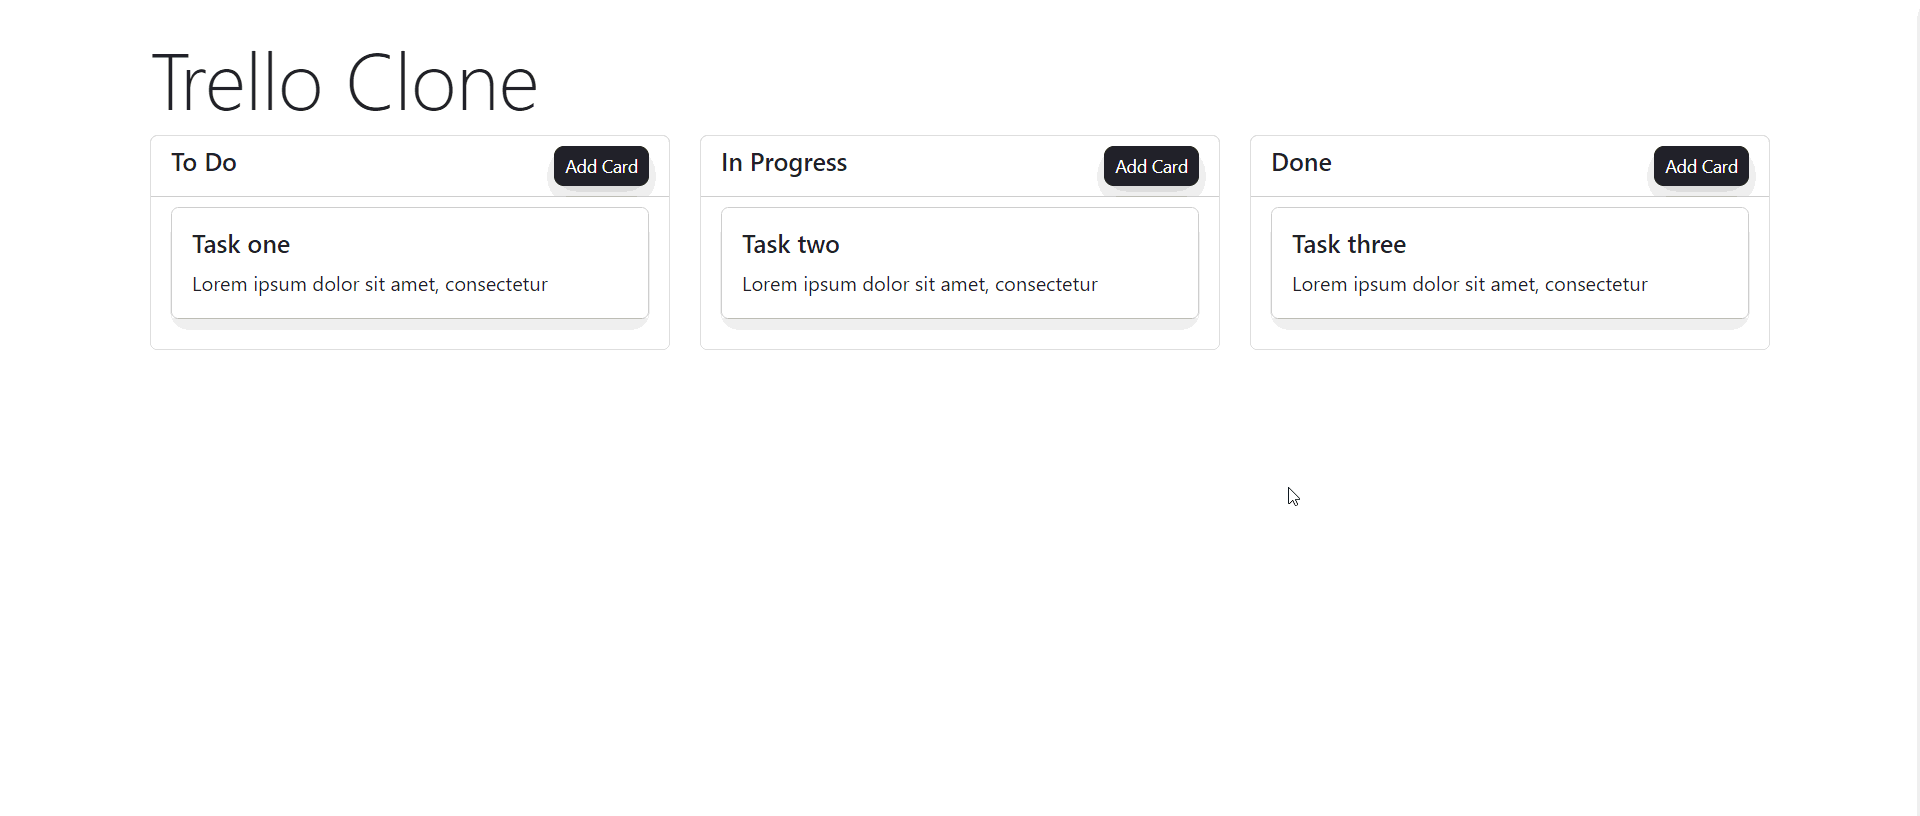 Trello Clone
To Do
Add Card
Task one
Lorem ipsum dolor sit amet, consectetur
In Progress
Add Card
Task two
Lorem ipsum dolor sit amet, consectetur
Done
Add Card
Task three
Lorem ipsum dolor sit amet, consectetur